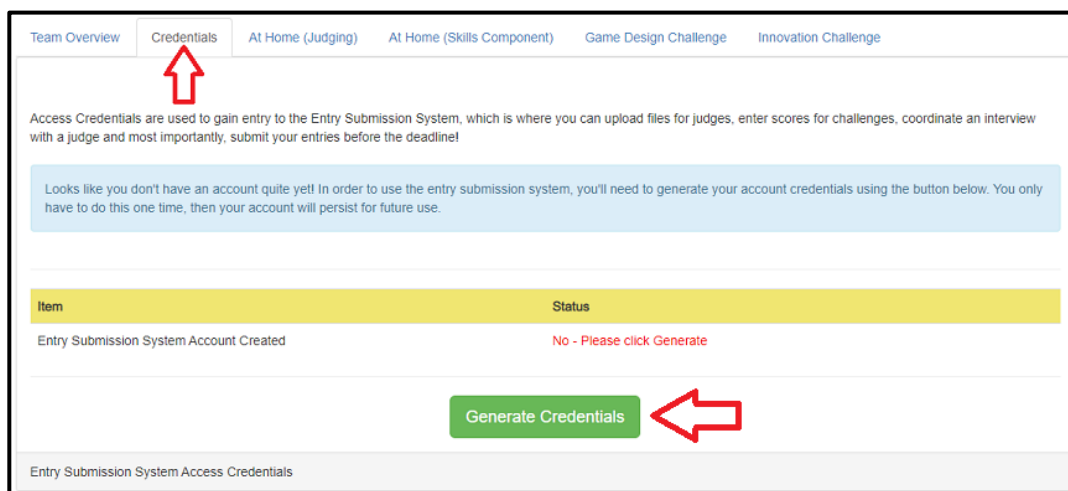 Team Overview Credentials At Home (Judging) At Home (Skills Component) Game Design Challenge Innovation Challenge
Access Credentials are used to gain entry to the Entry Submission System, which is where you can upload files for judges, enter scores for challenges, coordinate an interview
with a judge and most importantly, submit your entries before the deadline!
Looks like you don't have an account quite yet! In order to use the entry submission system, you'll need to generate your account credentials using the button below. You only
have to do this one time, then your account will persist for future use.
Item Status
Entry Submission System Account Created No - Please click Generate
Generate Credentials
Entry Submission System Access Credentials